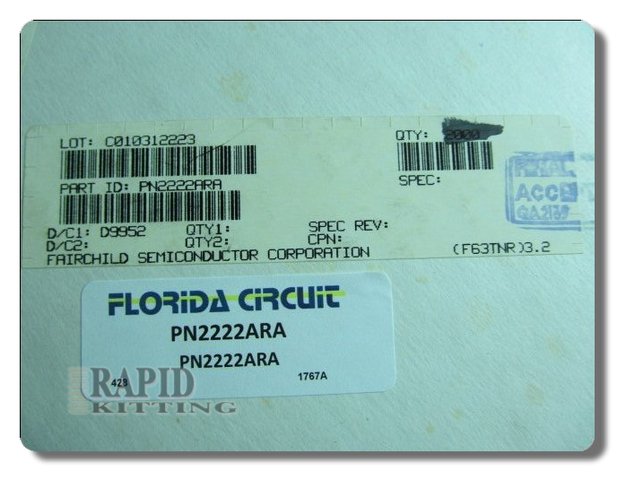 LOT: C010312223
QTY: 2000
PART ID: PN2222ARA
SPEC:
D/C1: D9952 QTY1: SPEC REV:
D/C2: QTY2: CPN:
FAIRCHILD SEMICONDUCTOR CORPORATION (F63TNR)3.2
ACC
FLORIDA CIRCUIT
PN2222ARA
PN2222ARA
423 1767A
RAPID
KITTING